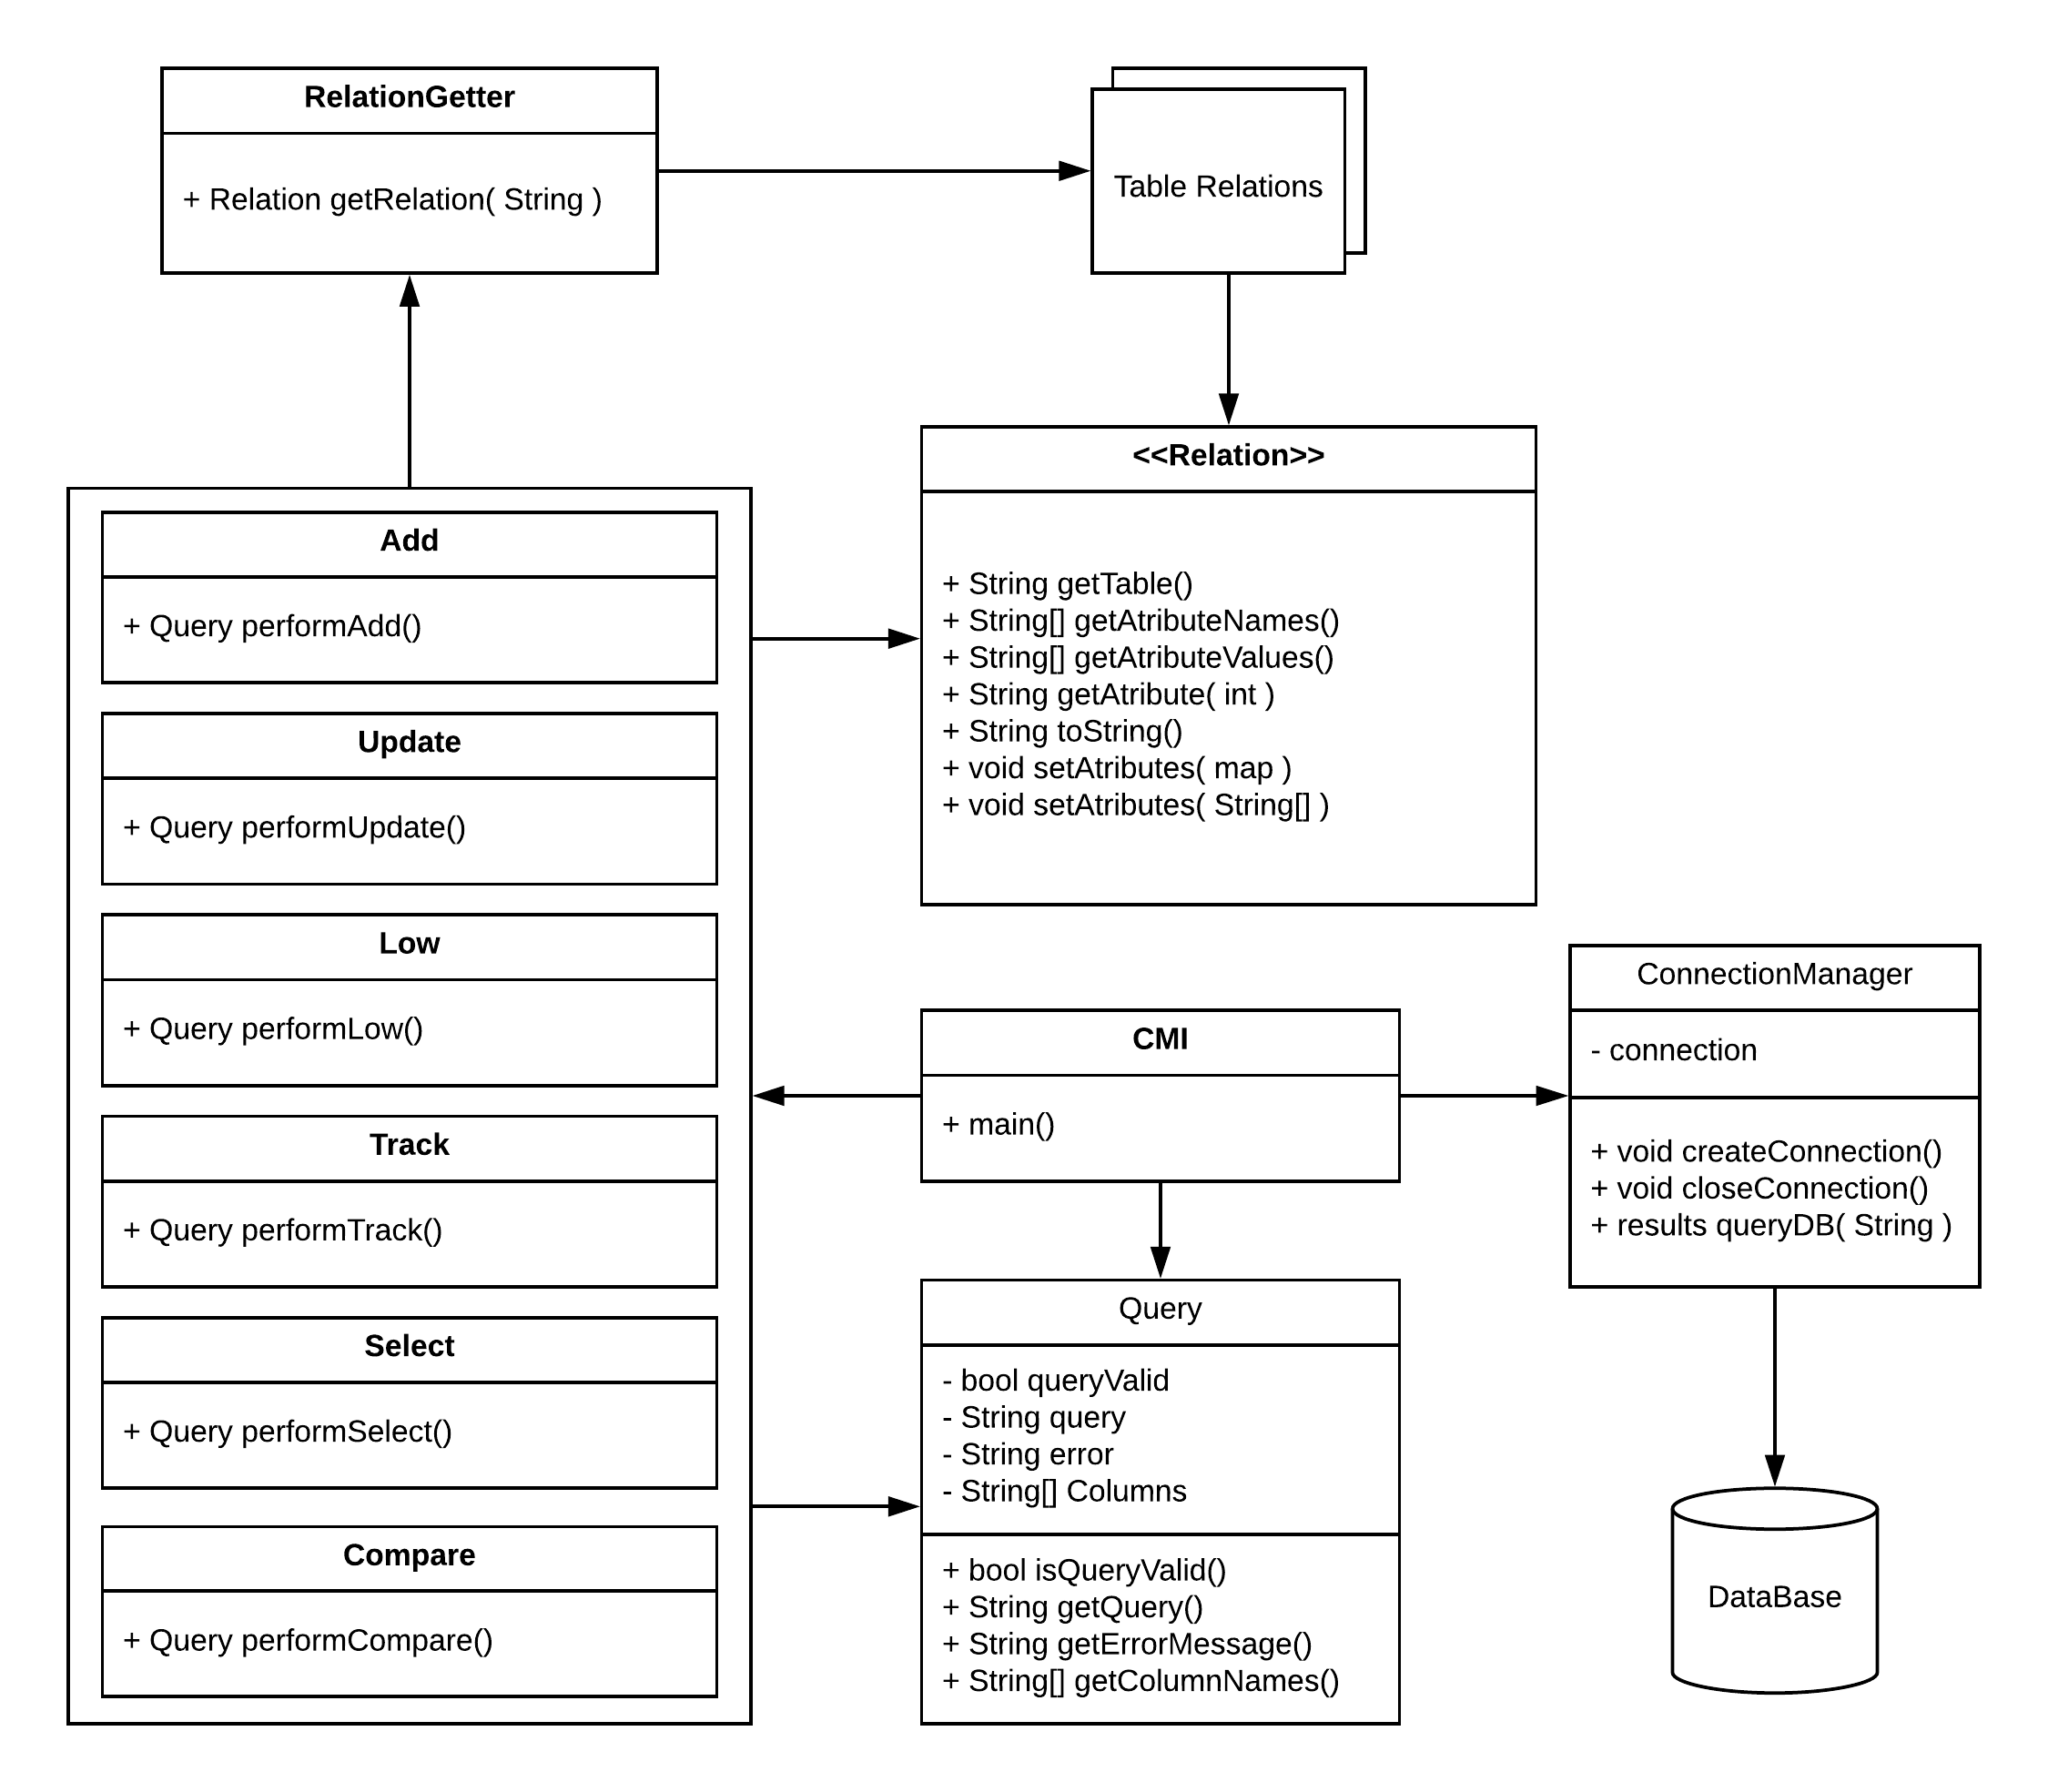 RelationGetter
+ Relation getRelation( String )
Table Relations
<<Relation>>
+ String getTable()
+ String[] getAtributeNames()
+ String[] getAtributeValues()
+ String getAtribute( int )
+ String toString()
+ void setAtributes( map )
+ void setAtributes( String[] )
Add
+ Query performAdd()
Update
+ Query performUpdate()
Low
+ Query performLow()
Track
+ Query performTrack()
Select
+ Query performSelect()
Compare
+ Query performCompare()
CMI
+ main()
ConnectionManager
- connection
+ void createConnection()
+ void closeConnection()
+ results queryDB( String )
Query
- bool queryValid
- String query
- String error
- String[] Columns
+ bool isQueryValid()
+ String getQuery()
+ String getErrorMessage()
+ String[] getColumnNames()
DataBase